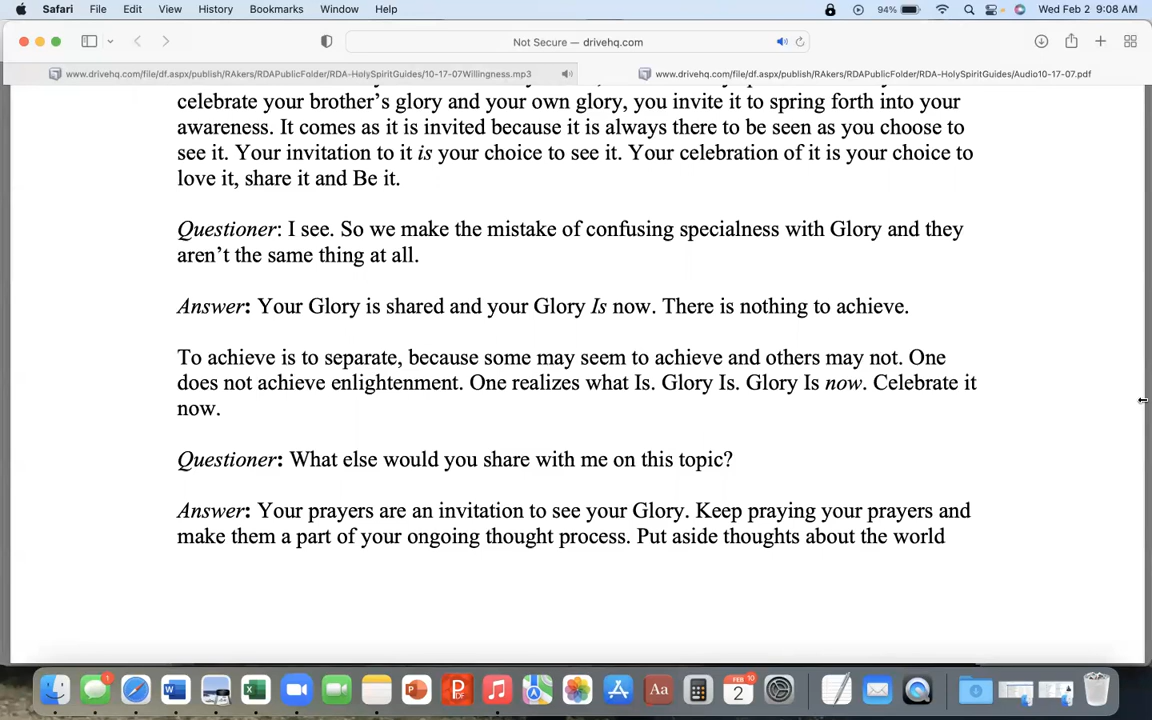 Safari File Edit View History Bookmarks Window Help 94% Wed Feb 2 9:08 AM
Not Secure — drivehq.com
www.drivehq.com/file/df.aspx/publish/RAkers/RDAPublicFolder/RDA-HolySpiritGuides/10-17-07Willingness.mp3 www.drivehq.com/file/df.aspx/publish/RAkers/RDAPublicFolder/RDA-HolySpiritGuides/Audio10-17-07.pdf
celebrate your brother’s glory and your own glory, you invite it to spring forth into your
awareness. It comes as it is invited because it is always there to be seen as you choose to
see it. Your invitation to it is your choice to see it. Your celebration of it is your choice to
love it, share it and Be it.
Questioner: I see. So we make the mistake of confusing specialness with Glory and they
aren’t the same thing at all.
Answer: Your Glory is shared and your Glory Is now. There is nothing to achieve.
To achieve is to separate, because some may seem to achieve and others may not. One
does not achieve enlightenment. One realizes what Is. Glory Is. Glory Is now. Celebrate it
now.
Questioner: What else would you share with me on this topic?
Answer: Your prayers are an invitation to see your Glory. Keep praying your prayers and
make them a part of your ongoing thought process. Put aside thoughts about the world
1
FEB 10
2
Aa